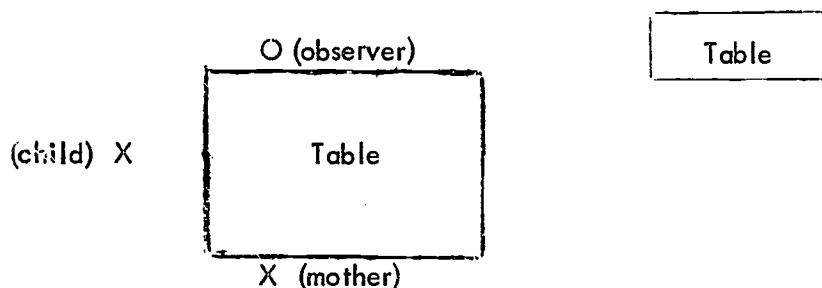 O (observer)
Table
(child) X
Table
X (mother)